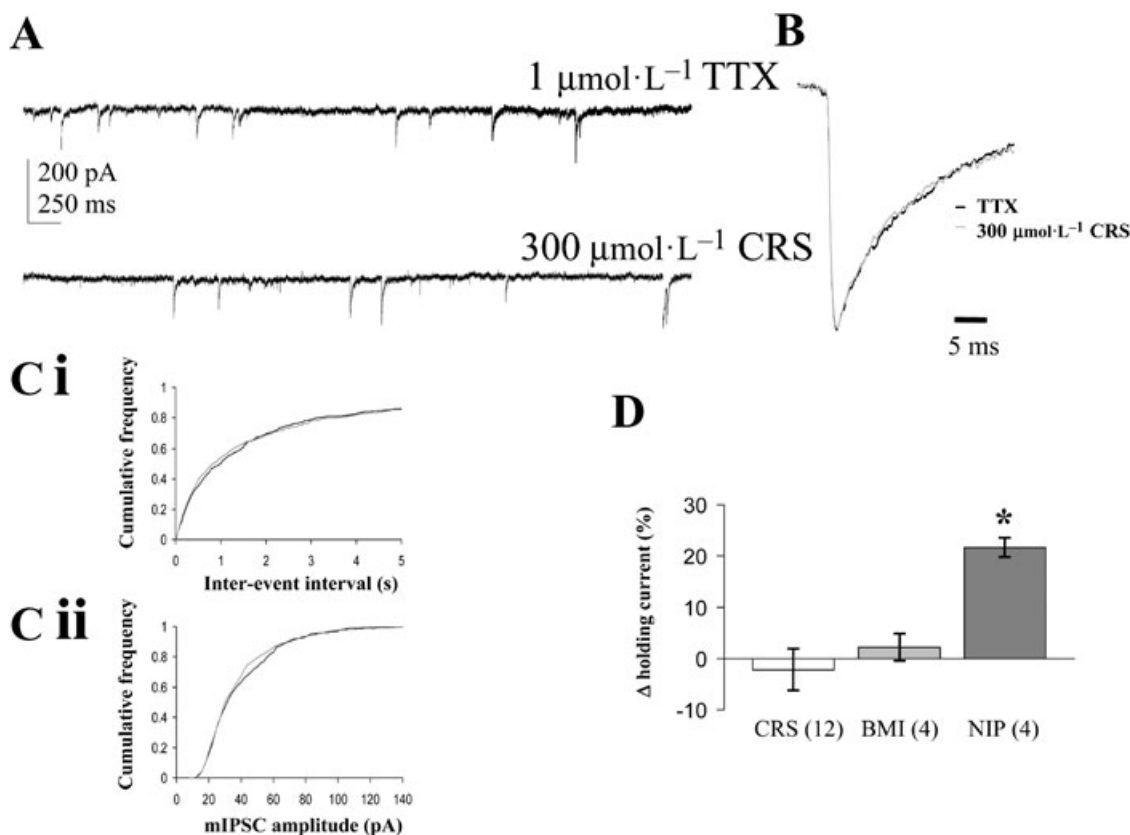 A
1 μmol·L⁻¹ TTX
200 pA
250 ms
300 μmol·L⁻¹ CRS
B
TTX
300 μmol·L⁻¹ CRS
5 ms
C i
Cumulative frequency
1
0.8
0.6
0.4
0.2
0
0 1 2 3 4 5
Inter-event interval (s)
C ii
Cumulative frequency
1
0.8
0.6
0.4
0.2
0
0 20 40 60 80 100 120 140
mIPSC amplitude (pA)
D
Δ holding current (%)
30
20
10
0
-10
*
CRS (12) BMI (4) NIP (4)